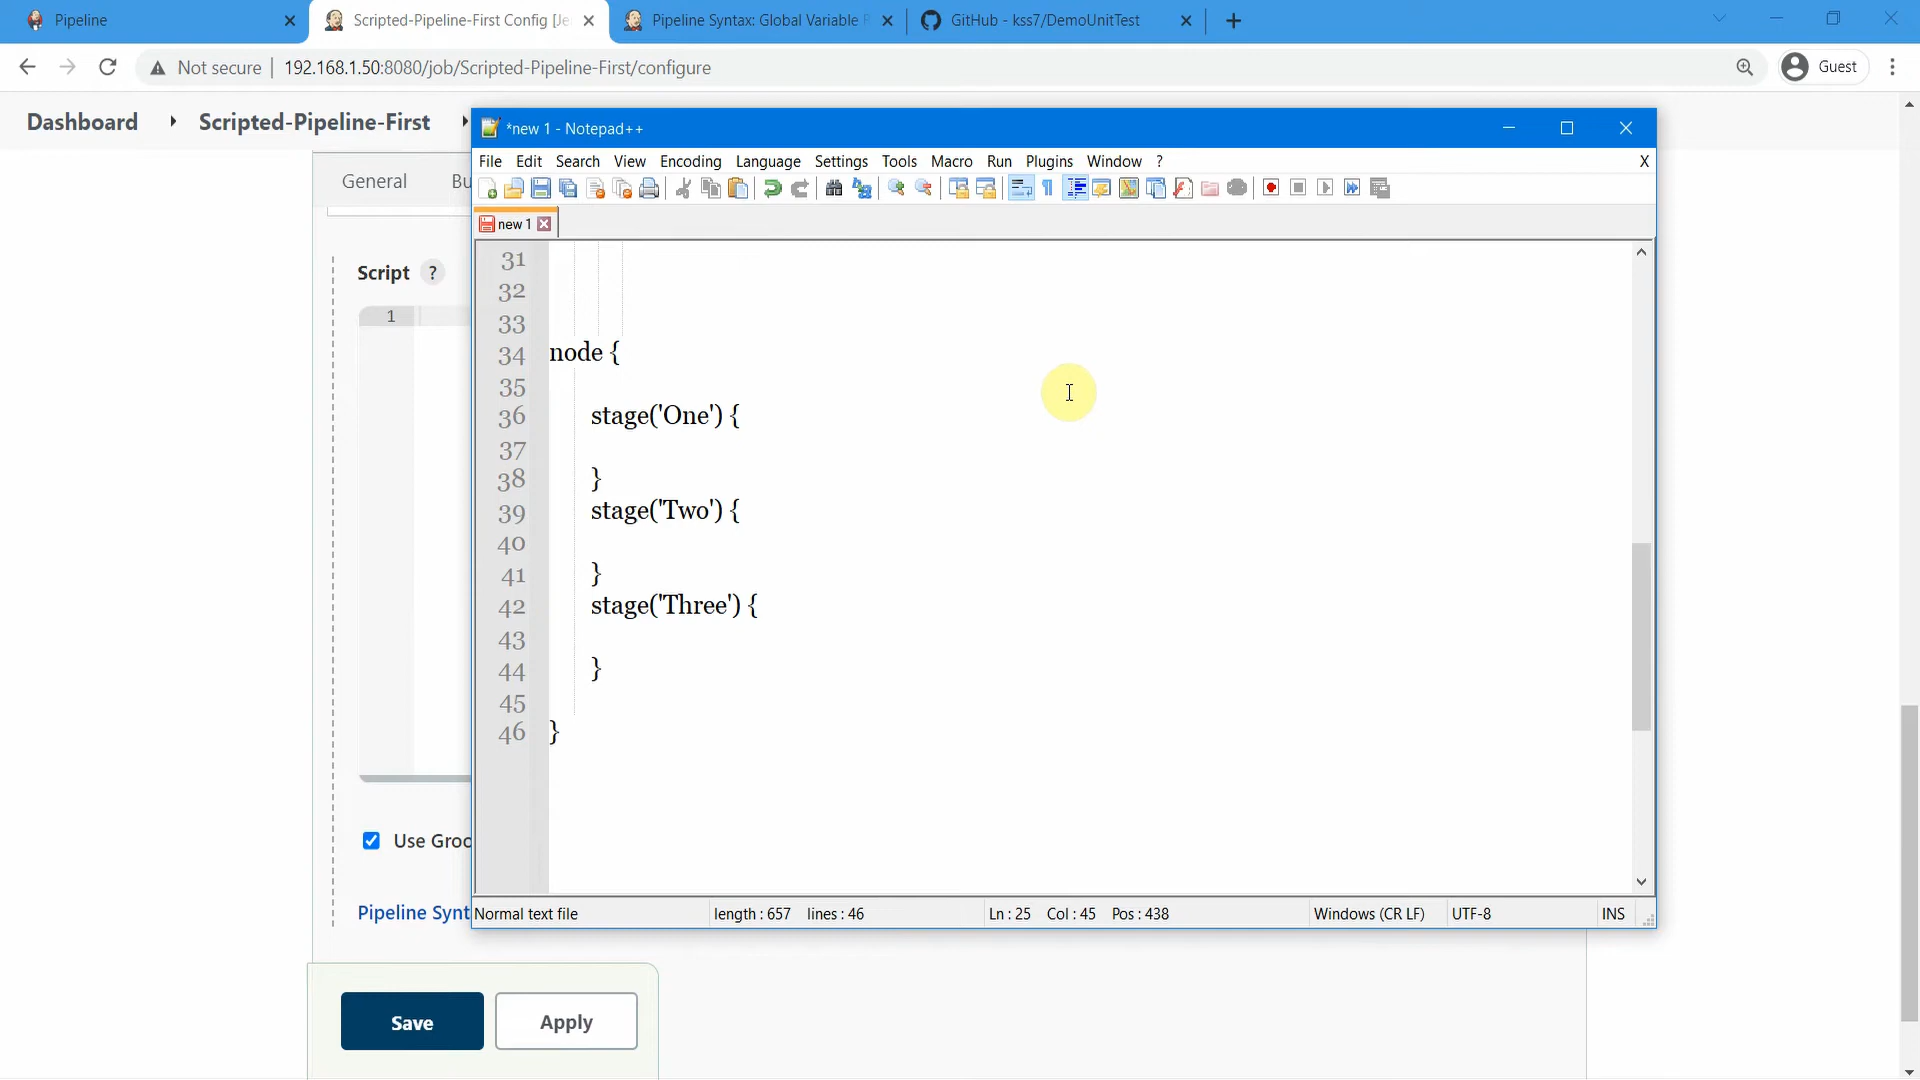 Pipeline
Scripted-Pipeline-First Config [Je
Pipeline Syntax: Global Variable R
GitHub - kss7/DemoUnitTest
Not secure
192.168.1.50:8080/job/Scripted-Pipeline-First/configure
Guest
Dashboard
Scripted-Pipeline-First
*new 1 - Notepad++
File Edit Search View Encoding Language Settings Tools Macro Run Plugins Window ?
X
General
Bu
new 1
Script ?
1
31
32
33
34 node {
35
36 stage('One') {
37
38 }
39 stage('Two') {
40
41 }
42 stage('Three') {
43
44 }
45
46 }
Use Groo
Pipeline Synt
Normal text file
length : 657 lines : 46
Ln : 25 Col : 45 Pos : 438
Windows (CR LF)
UTF-8
INS
Save
Apply